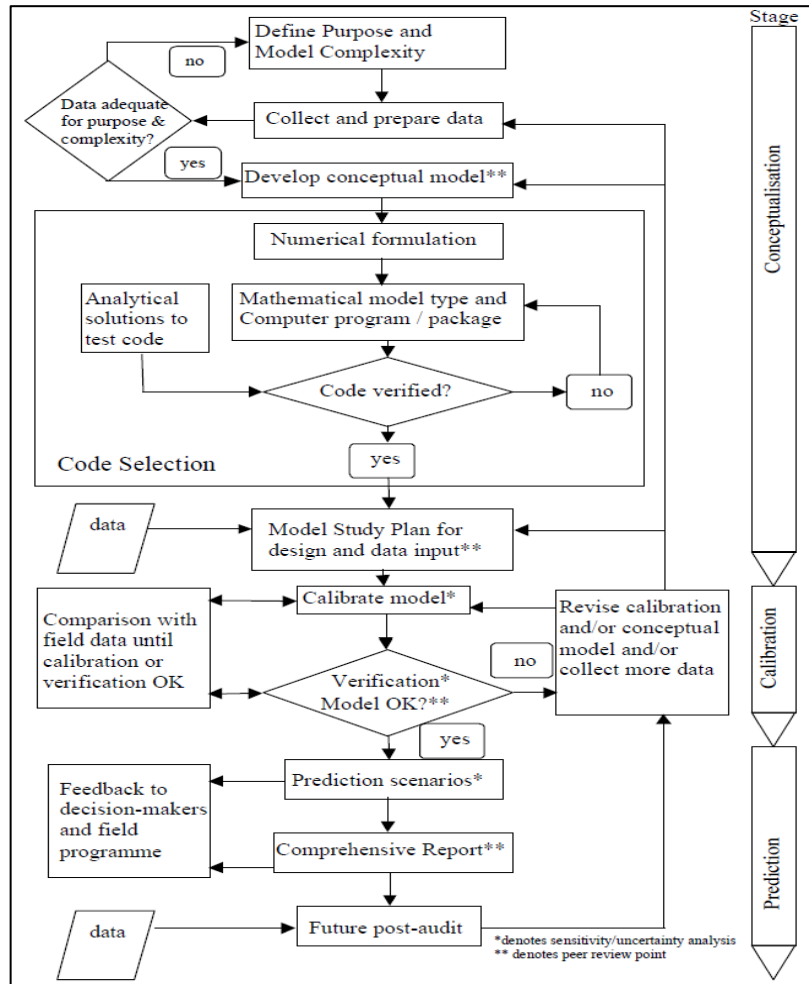 Stage
Define Purpose and
Model Complexity
no
Data adequate
for purpose &
complexity?
Collect and prepare data
yes
Develop conceptual model**
Conceptualisation
Numerical formulation
Analytical
solutions to
test code
Mathematical model type and
Computer program / package
Code verified?
no
Code Selection
yes
data
Model Study Plan for
design and data input**
Calibrate model*
Comparison with
field data until
calibration or
verification OK
Revise calibration
and/or conceptual
model and/or
collect more data
Calibration
no
Verification*
Model OK?**
yes
Feedback to
decision-makers
and field
programme
Prediction scenarios*
Comprehensive Report**
Prediction
data
Future post-audit
*denotes sensitivity/uncertainty analysis
** denotes peer review point